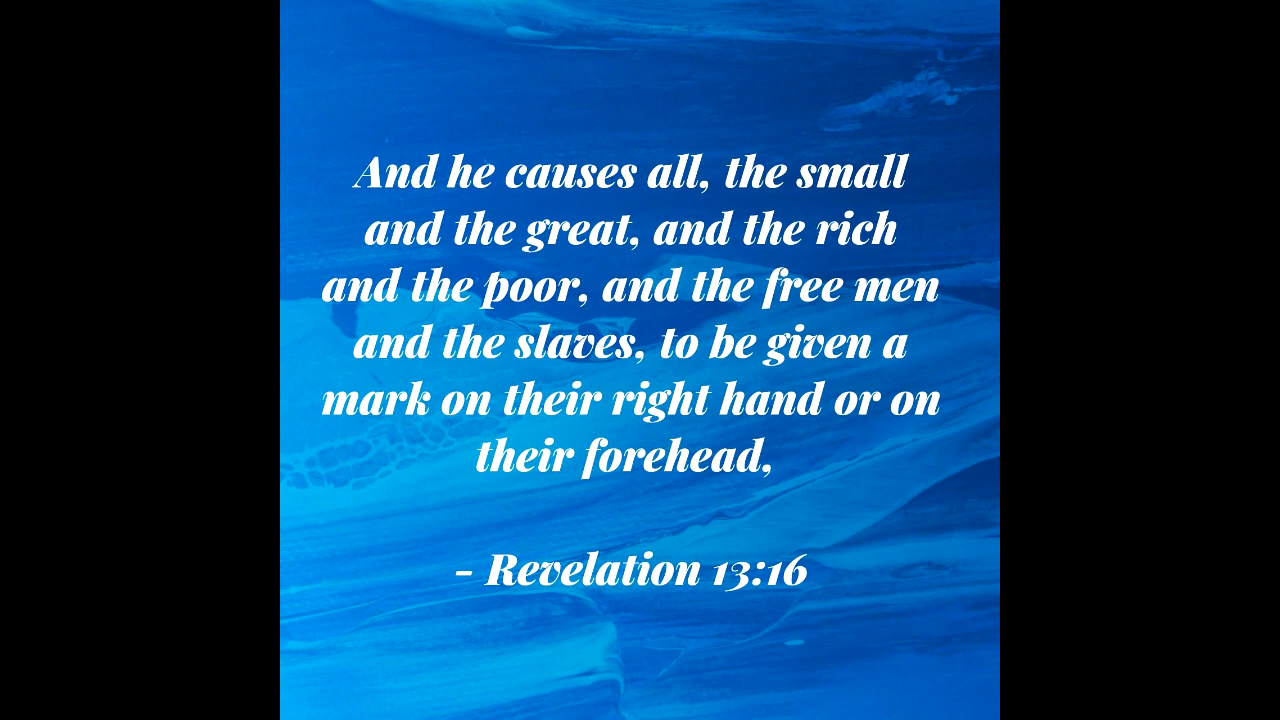 And he causes all, the small
and the great, and the rich
and the poor, and the free men
and the slaves, to be given a
mark on their right hand or on
their forehead,
- Revelation 13:16